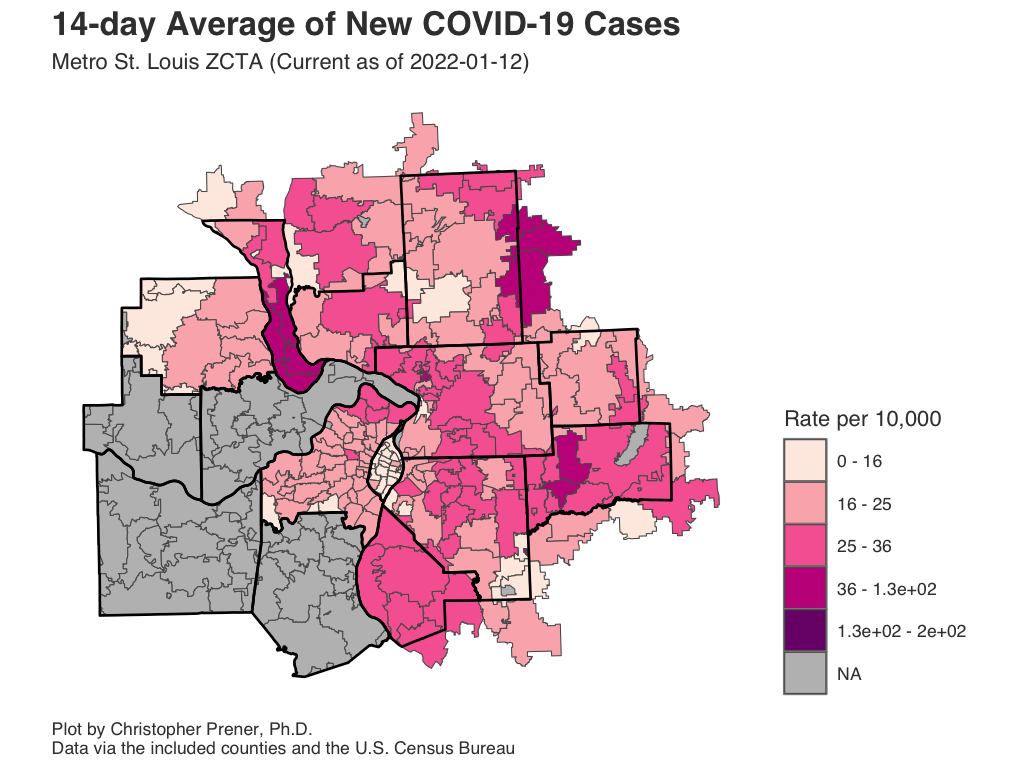 14-day Average of New COVID-19 Cases
Metro St. Louis ZCTA (Current as of 2022-01-12)
Rate per 10,000
0 - 16
16 - 25
25 - 36
36 - 1.3e+02
1.3e+02 - 2e+02
NA
Plot by Christopher Prener, Ph.D.
Data via the included counties and the U.S. Census Bureau